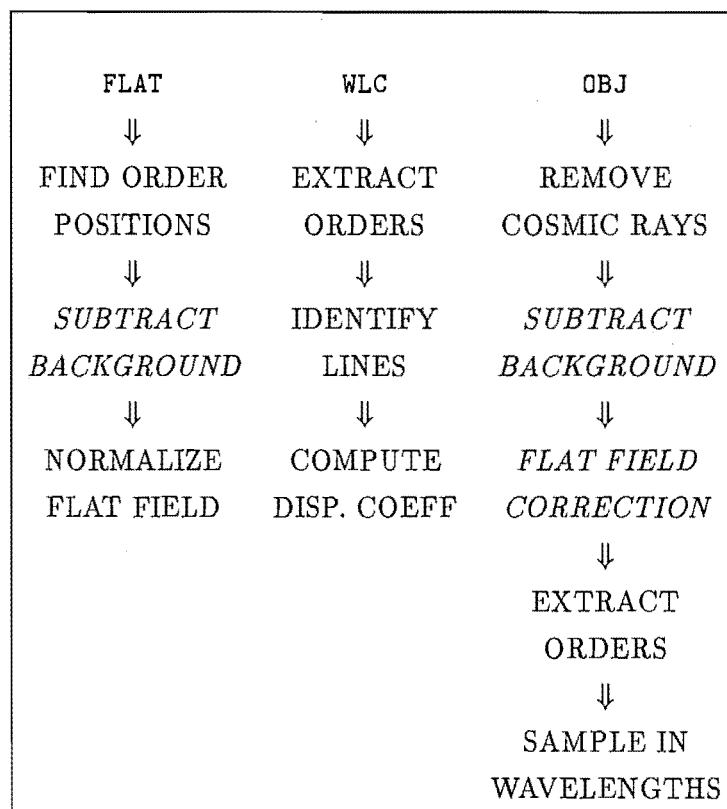 FLAT
⇓
FIND ORDER
POSITIONS
⇓
SUBTRACT
BACKGROUND
⇓
NORMALIZE
FLAT FIELD
WLC
⇓
EXTRACT
ORDERS
⇓
IDENTIFY
LINES
⇓
COMPUTE
DISP. COEFF
OBJ
⇓
REMOVE
COSMIC RAYS
⇓
SUBTRACT
BACKGROUND
⇓
FLAT FIELD
CORRECTION
⇓
EXTRACT
ORDERS
⇓
SAMPLE IN
WAVELENGTHS